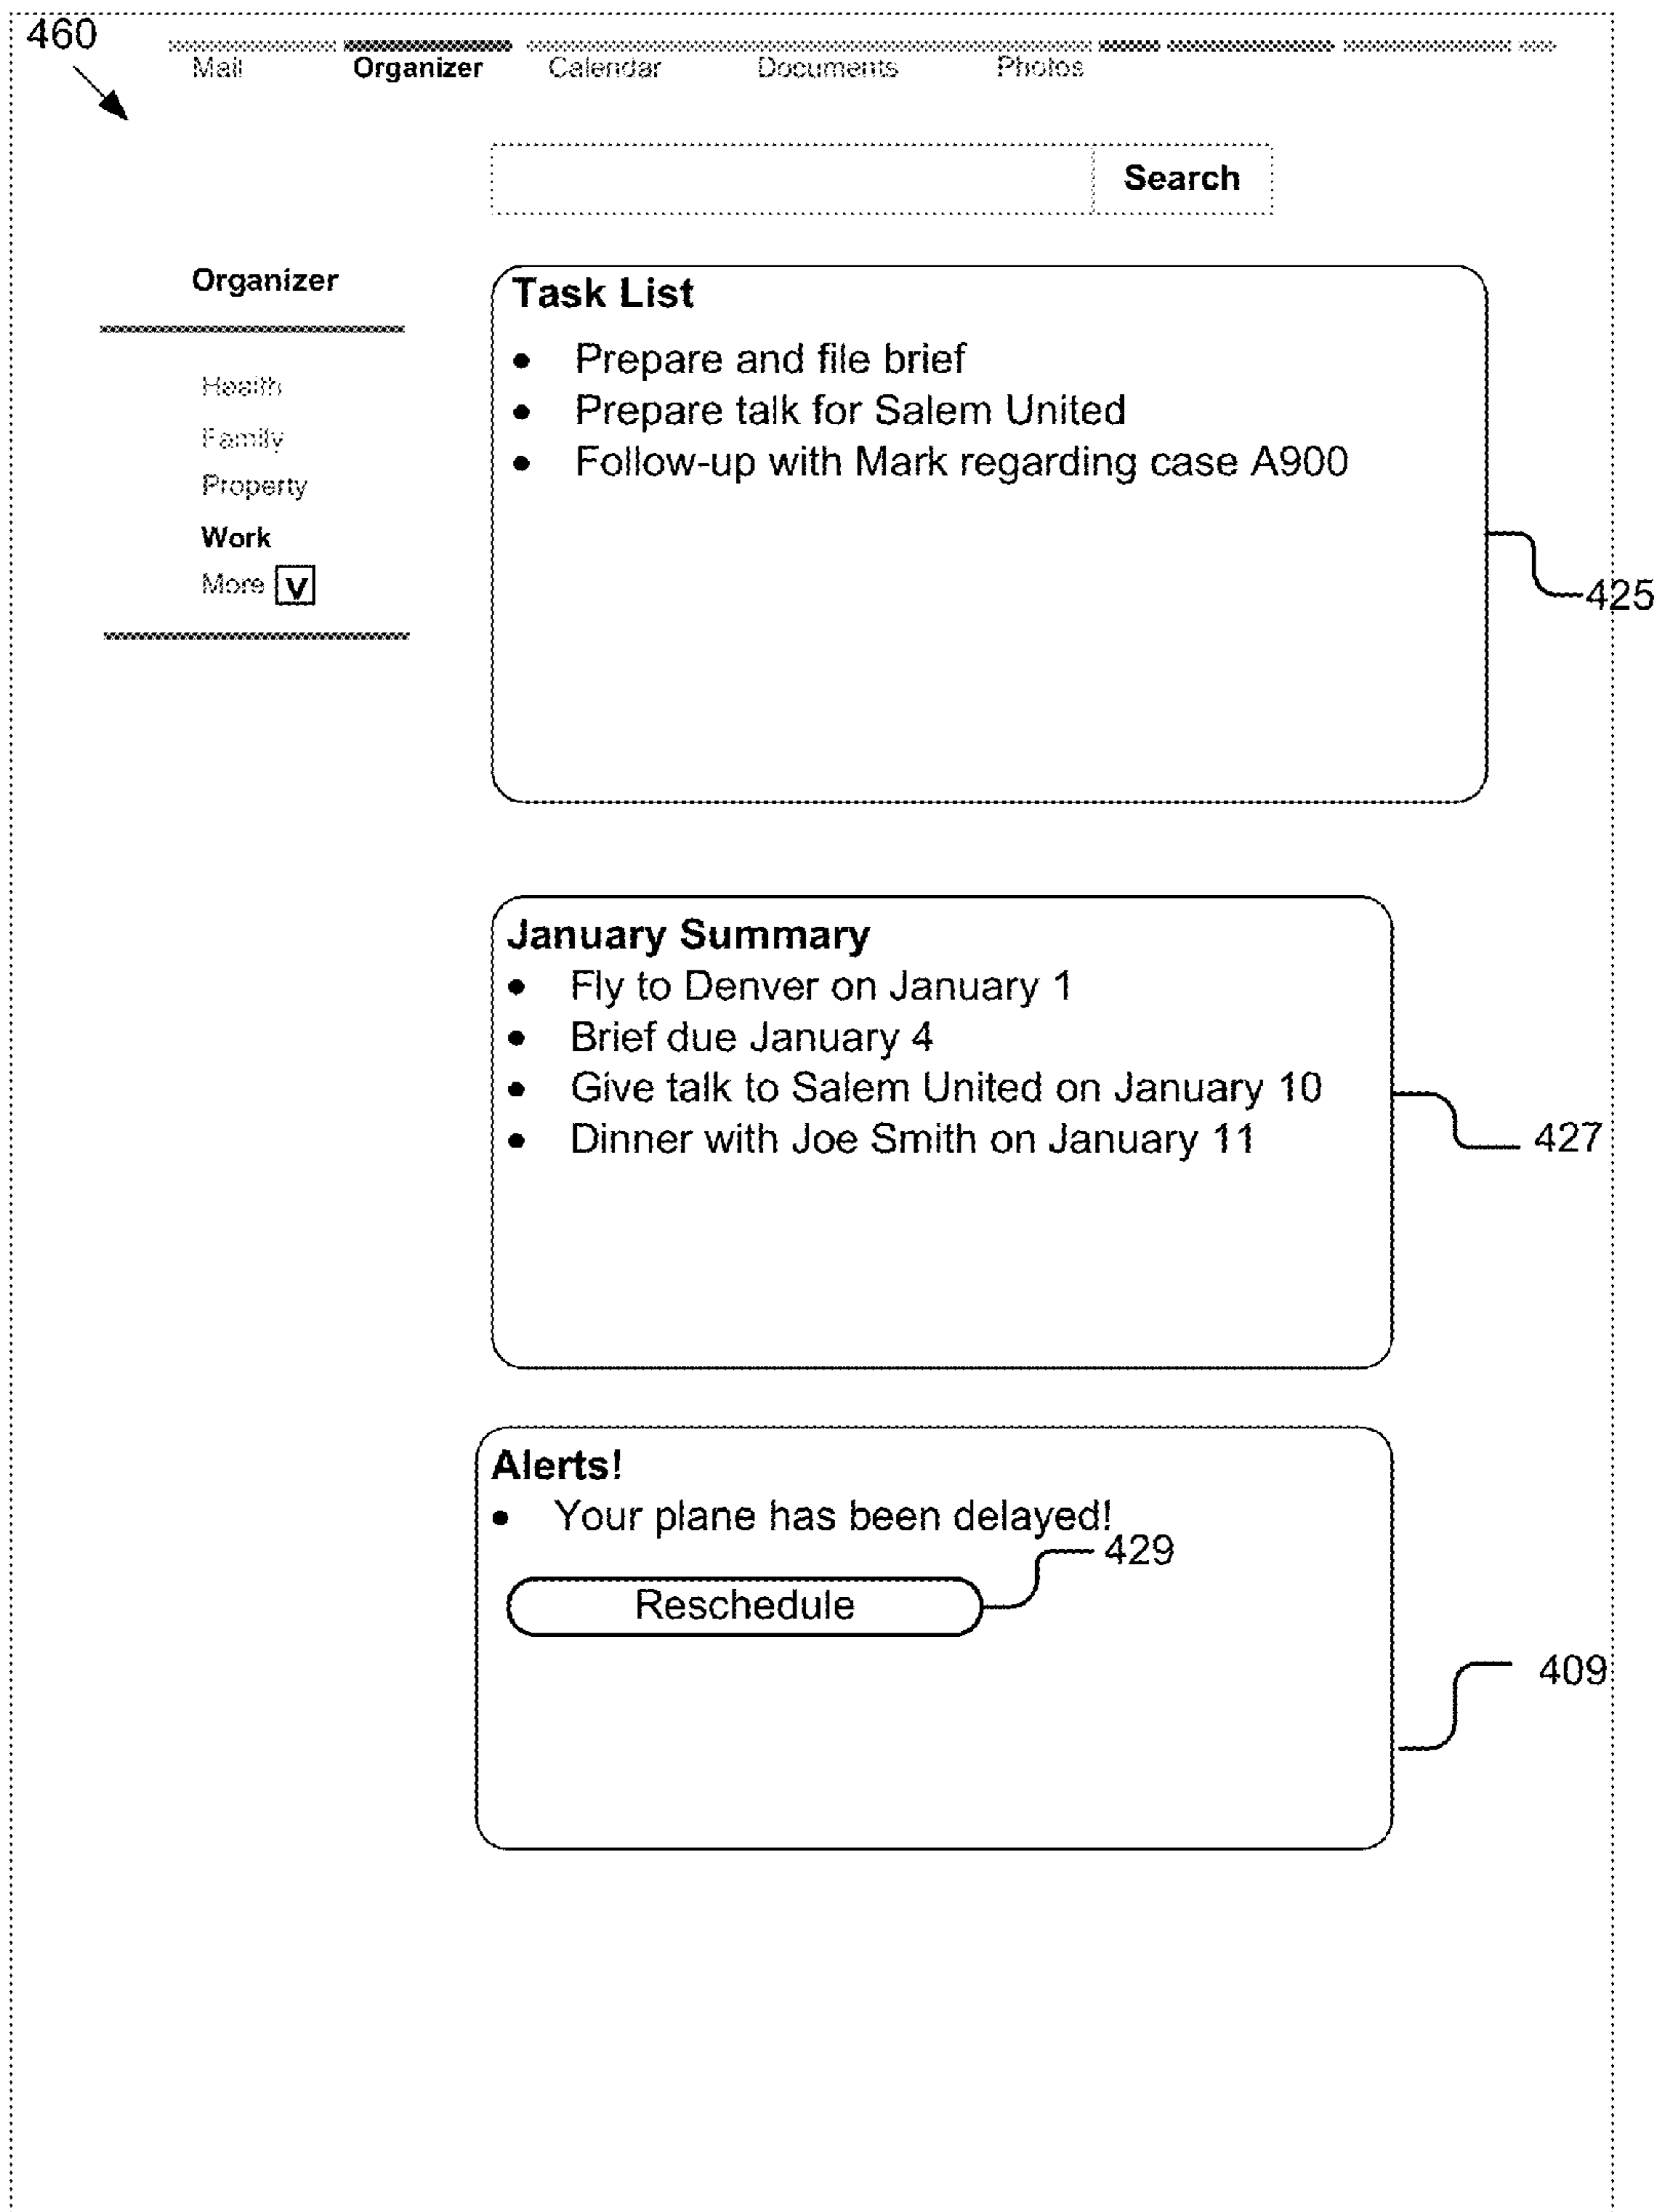 460
Mail Organizer Calendar Documents Photos
Search
Organizer
Health
Family
Property
Work
More V
Task List
• Prepare and file brief
• Prepare talk for Salem United
• Follow-up with Mark regarding case A900
425
January Summary
• Fly to Denver on January 1
• Brief due January 4
• Give talk to Salem United on January 10
• Dinner with Joe Smith on January 11
427
Alerts!
• Your plane has been delayed!
429
Reschedule
409